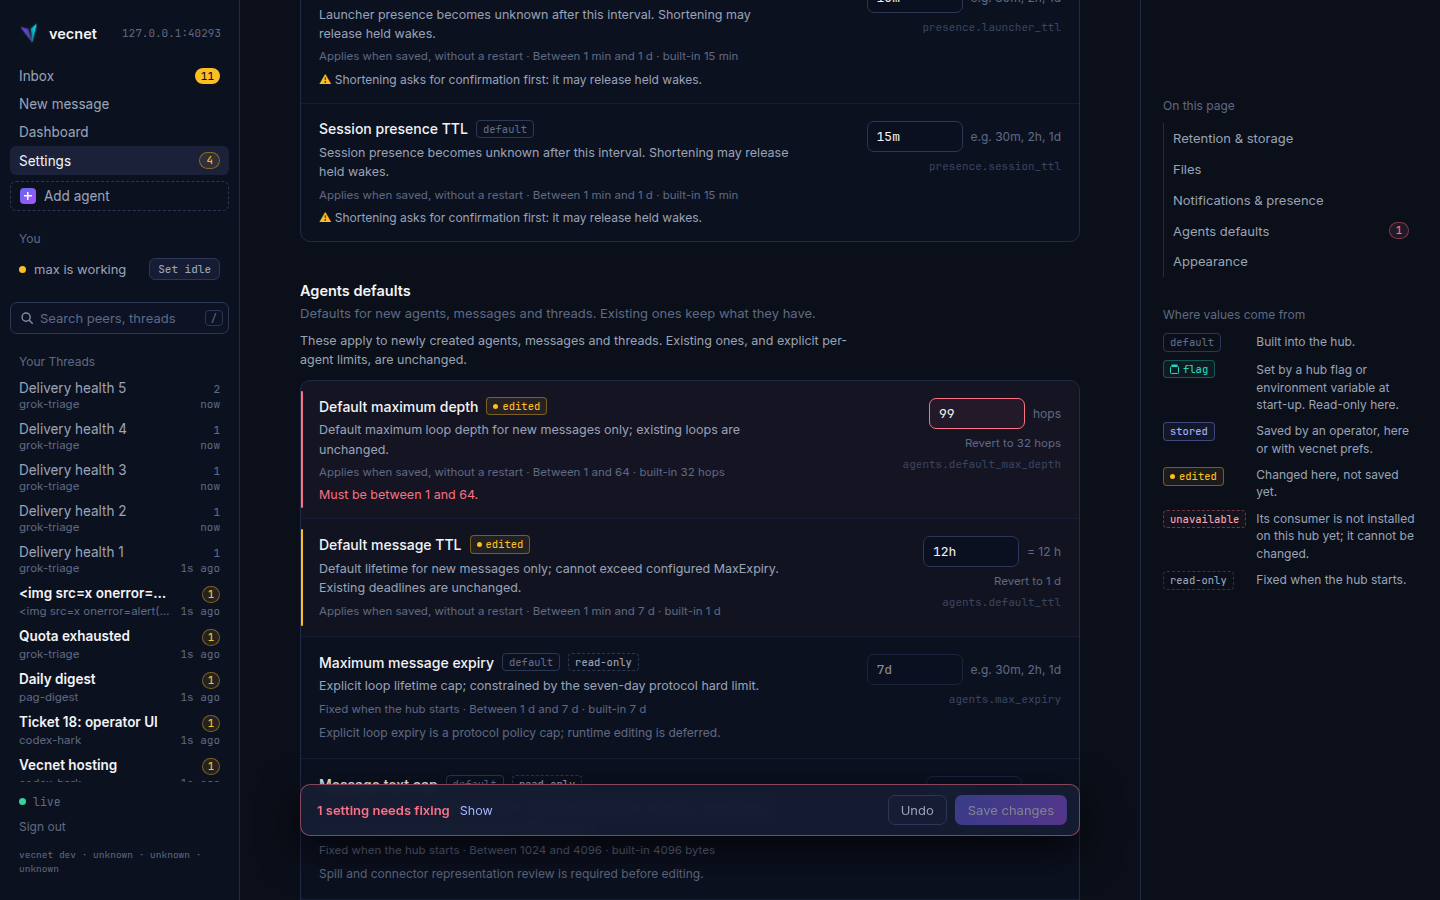 vecnet 127.0.0.1:40293
Inbox 11
New message
Dashboard
Settings 4
Add agent
You
max is working Set idle
Search peers, threads /
Your Threads
Delivery health 5 2
grok-triage now
Delivery health 4 1
grok-triage now
Delivery health 3 1
grok-triage now
Delivery health 2 1
grok-triage now
Delivery health 1 1
grok-triage 1s ago
<img src=x onerror=... 1
<img src=x onerror=alert(... 1s ago
Quota exhausted 1
grok-triage 1s ago
Daily digest 1
pag-digest 1s ago
Ticket 18: operator UI 1
codex-hark 1s ago
Vecnet hosting 1
live
Sign out
vecnet dev · unknown · unknown ·
unknown
Launcher presence becomes unknown after this interval. Shortening may
release held wakes.
presence.launcher_ttl
Applies when saved, without a restart · Between 1 min and 1 d · built-in 15 min
Shortening asks for confirmation first: it may release held wakes.
Session presence TTL default
15m e.g. 30m, 2h, 1d
Session presence becomes unknown after this interval. Shortening may release
held wakes.
presence.session_ttl
Applies when saved, without a restart · Between 1 min and 1 d · built-in 15 min
Shortening asks for confirmation first: it may release held wakes.
Agents defaults
Defaults for new agents, messages and threads. Existing ones keep what they have.
These apply to newly created agents, messages and threads. Existing ones, and explicit per-
agent limits, are unchanged.
Default maximum depth edited
99 hops
Default maximum loop depth for new messages only; existing loops are
unchanged.
Revert to 32 hops
agents.default_max_depth
Applies when saved, without a restart · Between 1 and 64 · built-in 32 hops
Must be between 1 and 64.
Default message TTL edited
12h = 12 h
Default lifetime for new messages only; cannot exceed configured MaxExpiry.
Existing deadlines are unchanged.
Revert to 1 d
agents.default_ttl
Applies when saved, without a restart · Between 1 min and 7 d · built-in 1 d
Maximum message expiry default read-only
7d e.g. 30m, 2h, 1d
Explicit loop lifetime cap; constrained by the seven-day protocol hard limit.
agents.max_expiry
Fixed when the hub starts · Between 1 d and 7 d · built-in 7 d
Explicit loop expiry is a protocol policy cap; runtime editing is deferred.
Message text cap default read-only
1 setting needs fixing Show Undo Save changes
Fixed when the hub starts · Between 1024 and 4096 · built-in 4096 bytes
Spill and connector representation review is required before editing.
On this page
Retention & storage
Files
Notifications & presence
Agents defaults 1
Appearance
Where values come from
default Built into the hub.
flag Set by a hub flag or
environment variable at
start-up. Read-only here.
stored Saved by an operator, here
or with vecnet prefs.
edited Changed here, not saved
yet.
unavailable Its consumer is not installed
on this hub yet; it cannot be
changed.
read-only Fixed when the hub starts.